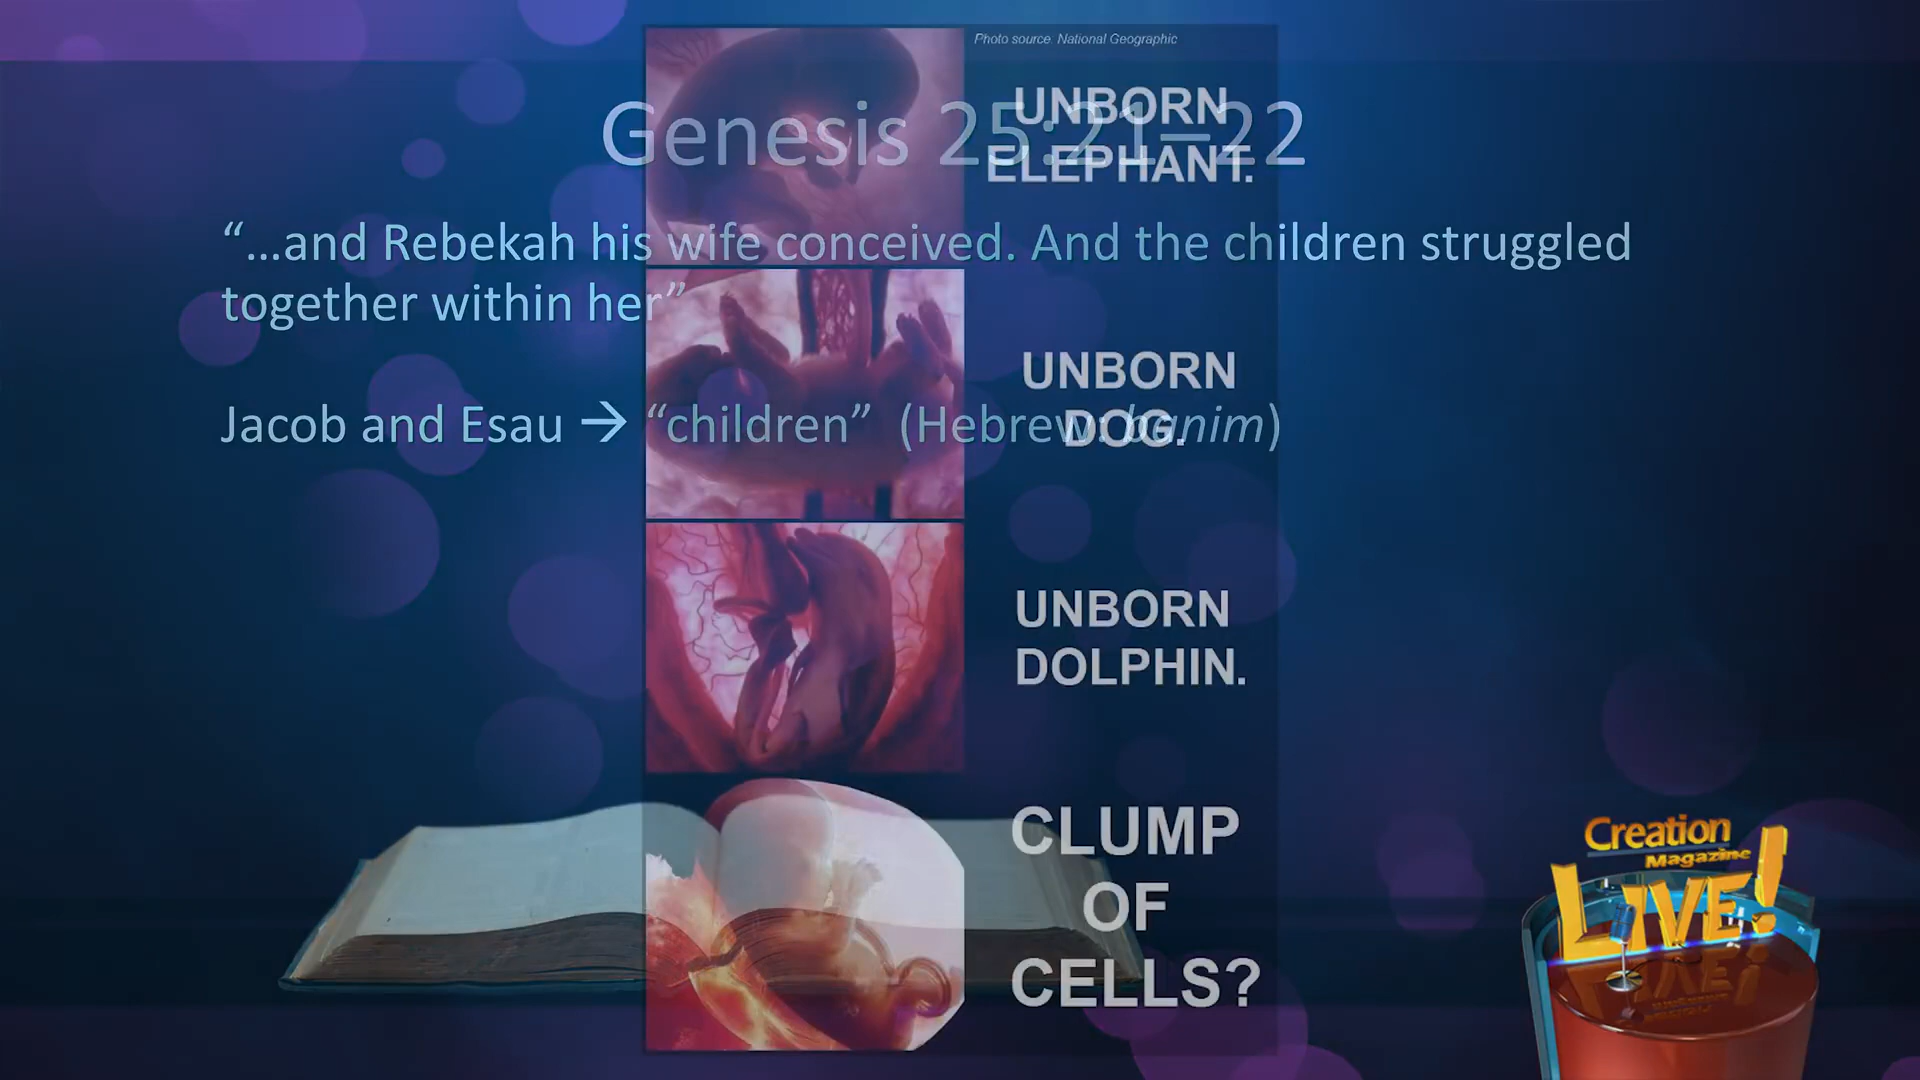 Photo source: National Geographic
UNBORN
ELEPHANT.
Genesis 25:21–22
“…and Rebekah his wife conceived. And the children struggled
together within her”
UNBORN
DOG.
Jacob and Esau → “children” (Hebrew: banim)
UNBORN
DOLPHIN.
CLUMP
OF
CELLS?
Creation
Magazine
LIVE!